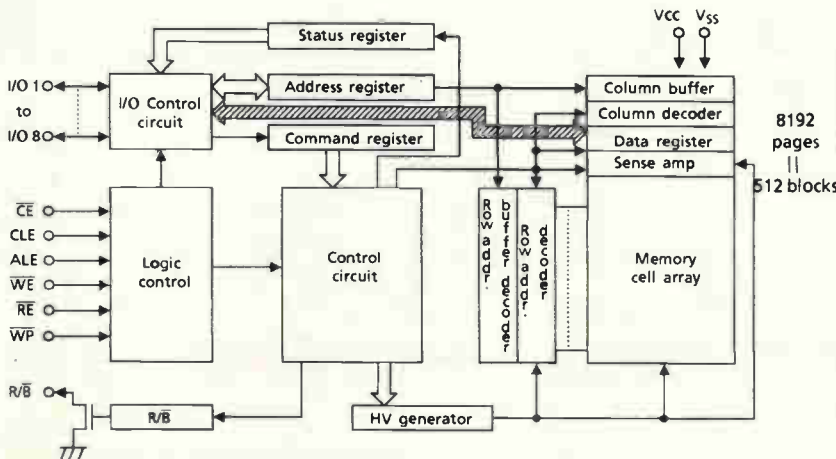 Vcc Vss
Status register
I/O 1
to
I/O 8
I/O Control
circuit
Address register
Command register
Column buffer
Column decoder
Data register
Sense amp
8192
pages
=
512 blocks
CE
CLE
ALE
WE
RE
WP
Logic
control
Control
circuit
Row addr.
buffer decoder
Row addr.
decoder
Memory
cell array
R/B
R/B
HV generator